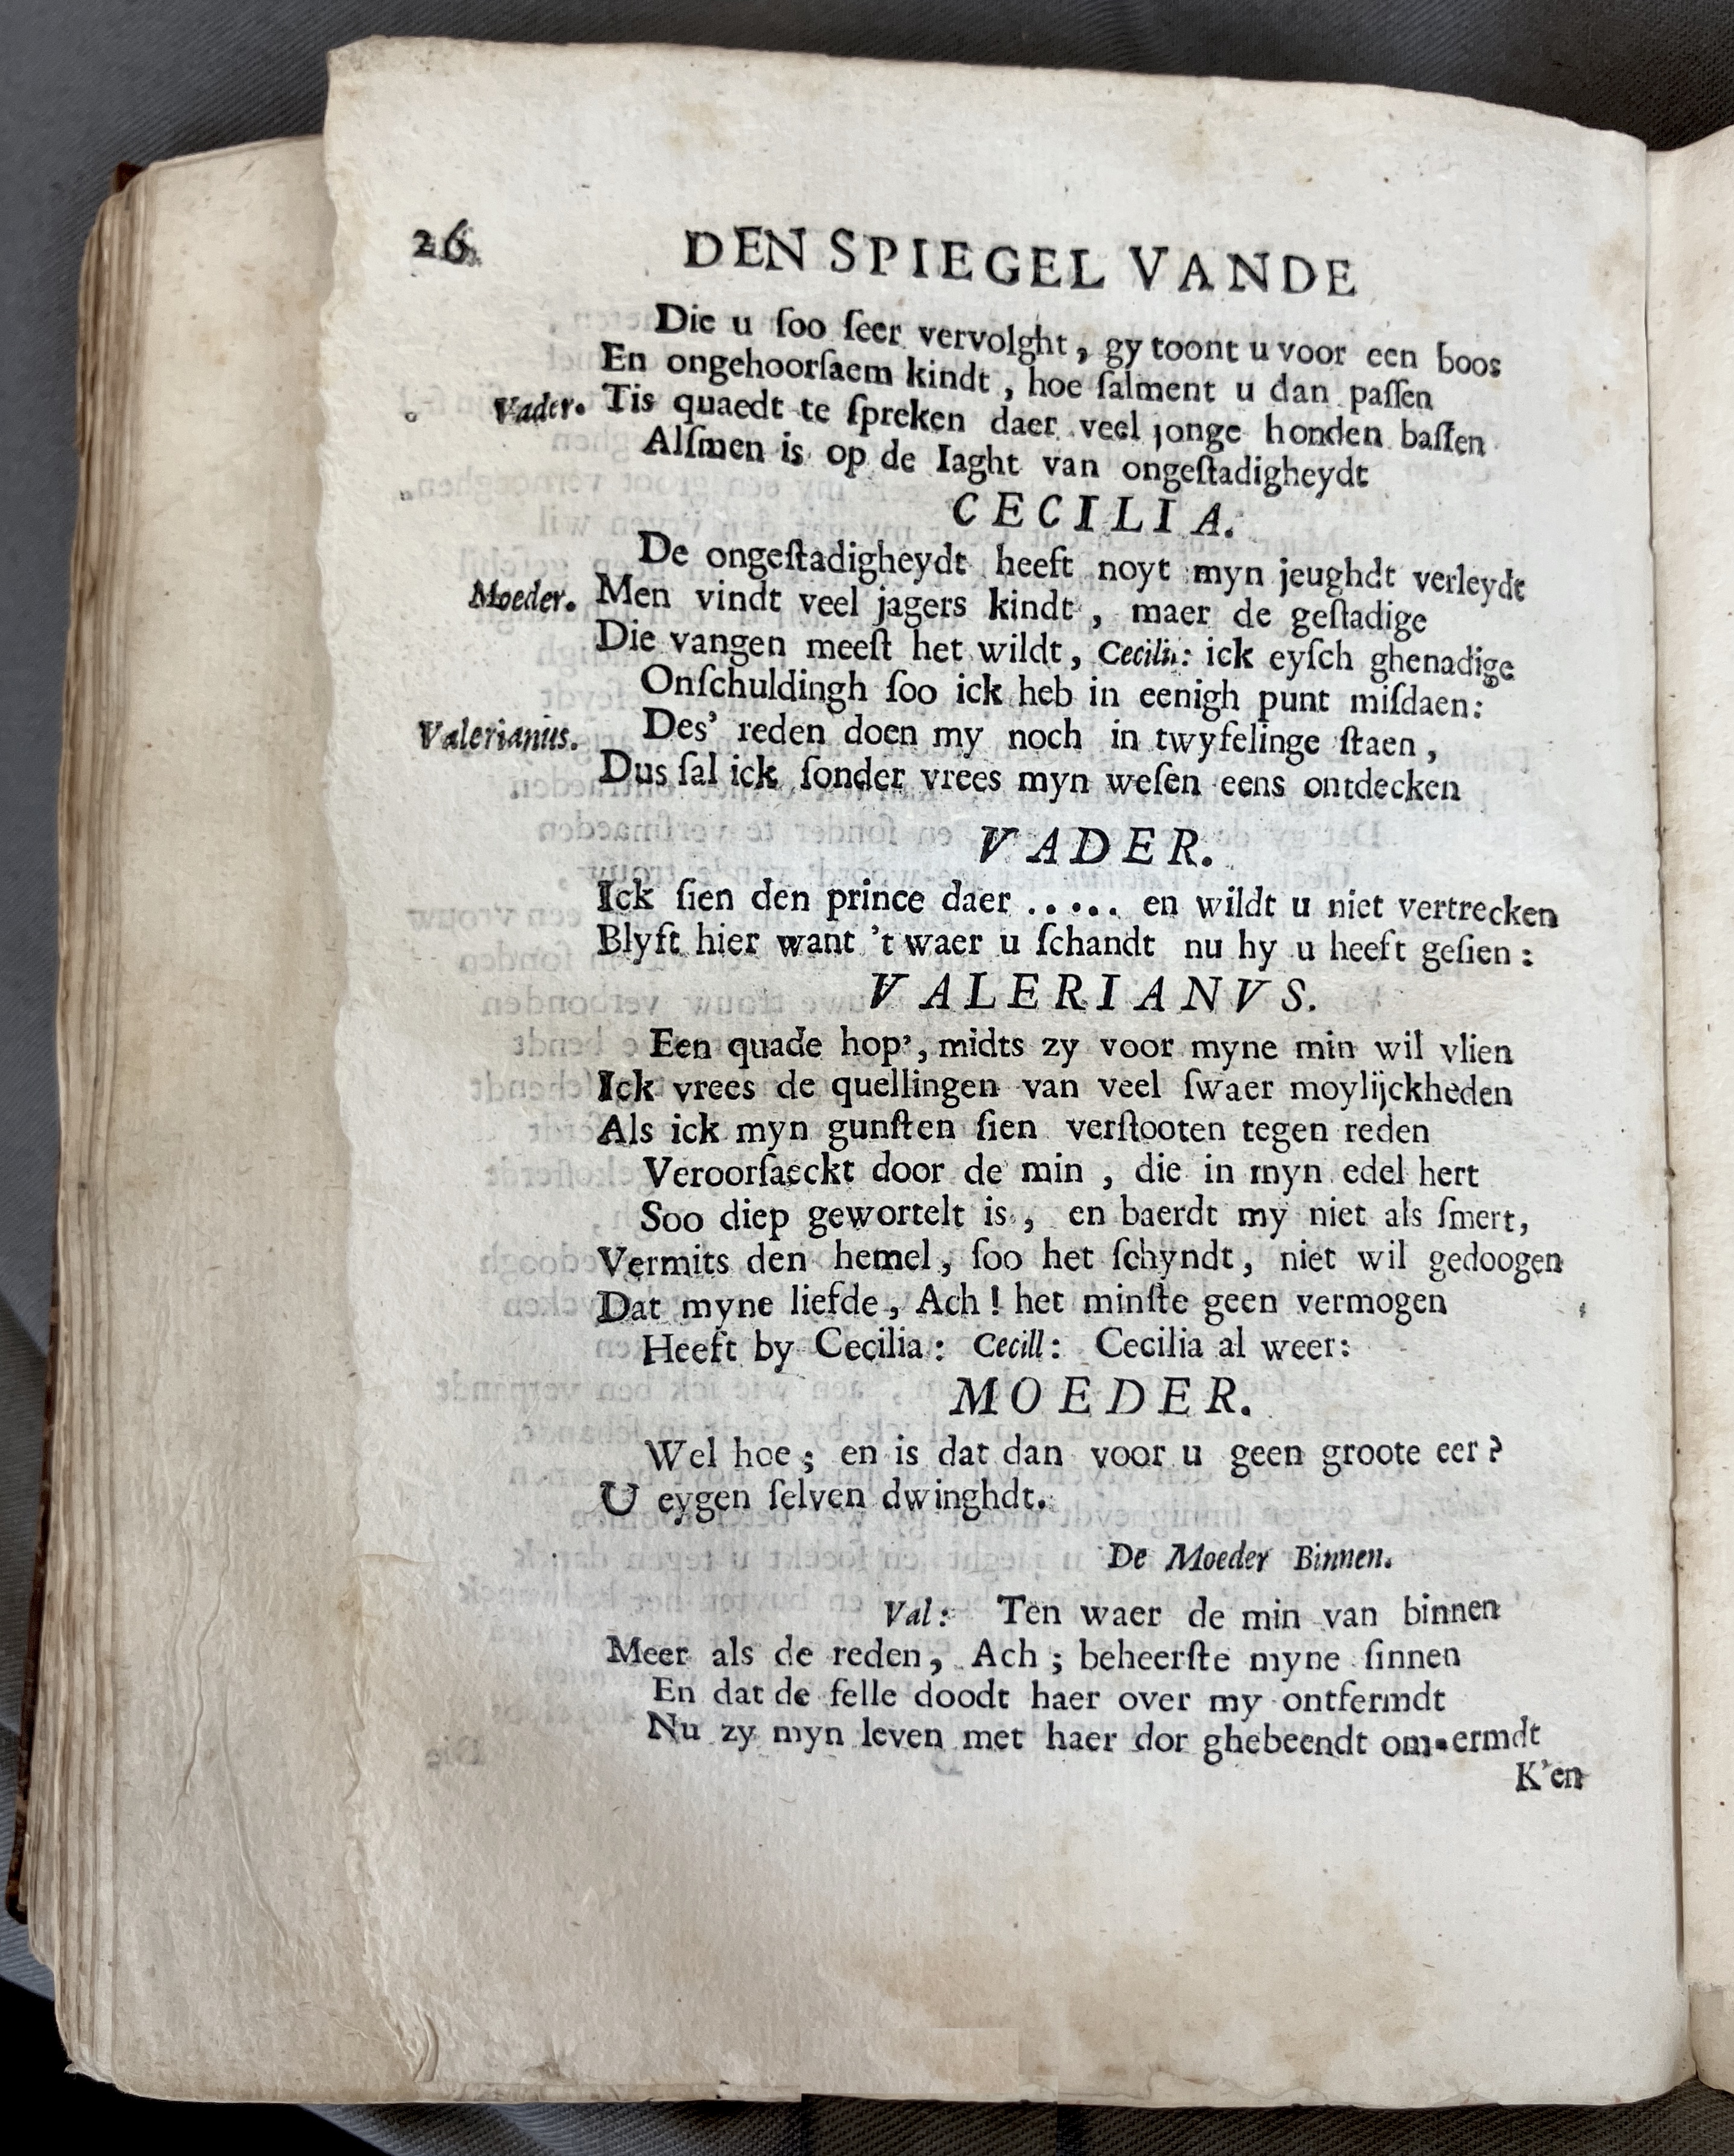 26 DEN SPIEGEL VANDE
Die u ſoo ſeer vervolght, gy toont u voor een boos
En ongehoorſaem kindt, hoe ſalment u dan paſſen
Vader. Tis quaedt te ſpreken daer veel jonge honden baſſen
Alſmen is op de Iaght van ongeſtadigheydt
CECILIA.
De ongeſtadigheydt heeft noyt myn jeughdt verleydt
Moeder. Men vindt veel jagers kindt, maer de geſtadige
Die vangen meeſt het wildt, Cecilia: ick eyſch ghenadige
Onſchuldingh ſoo ick heb in eenigh punt miſdaen:
Valerianus. Des' reden doen my noch in twyfelinge ſtaen,
Dus ſal ick ſonder vrees myn weſen eens ontdecken
VADER.
Ick ſien den prince daer ..... en wildt u niet vertrecken
Blyft hier want 't waer u ſchandt nu hy u heeft geſien:
VALERIANVS.
Een quade hop', midts zy voor myne min wil vlien
Ick vrees de quellingen van veel ſwaer moylijckheden
Als ick myn gunſten ſien verſtooten tegen reden
Veroorſaeckt door de min, die in myn edel hert
Soo diep gewortelt is, en baerdt my niet als ſmert,
Vermits den hemel, ſoo het ſchyndt, niet wil gedoogen
Dat myne liefde, Ach! het minſte geen vermogen
Heeft by Cecilia: Cecill: Cecilia al weer:
MOEDER.
Wel hoe; en is dat dan voor u geen groote eer?
U eygen ſelven dwinghdt.
De Moeder Binnen.
Val: Ten waer de min van binnen
Meer als de reden, Ach; beheerſte myne ſinnen
En dat de felle doodt haer over my ontfermdt
Nu zy myn leven met haer dor ghebeendt om-ermdt
K'en